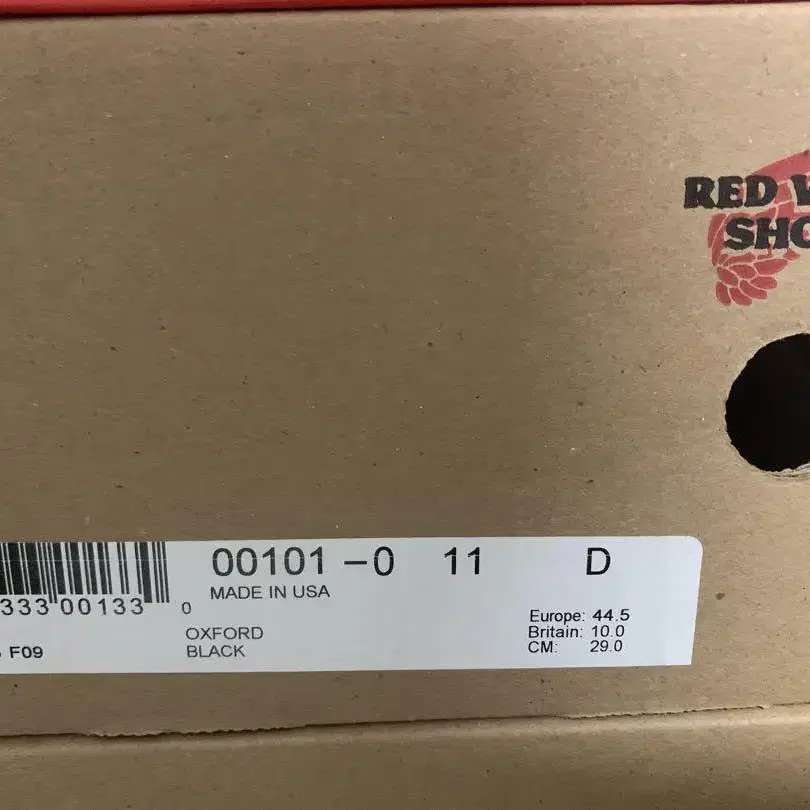 RED
SHO
00101 -0 11 D
MADE IN USA
333 00133 0
OXFORD
BLACK
F09
Europe: 44.5
Britain: 10.0
CM: 29.0